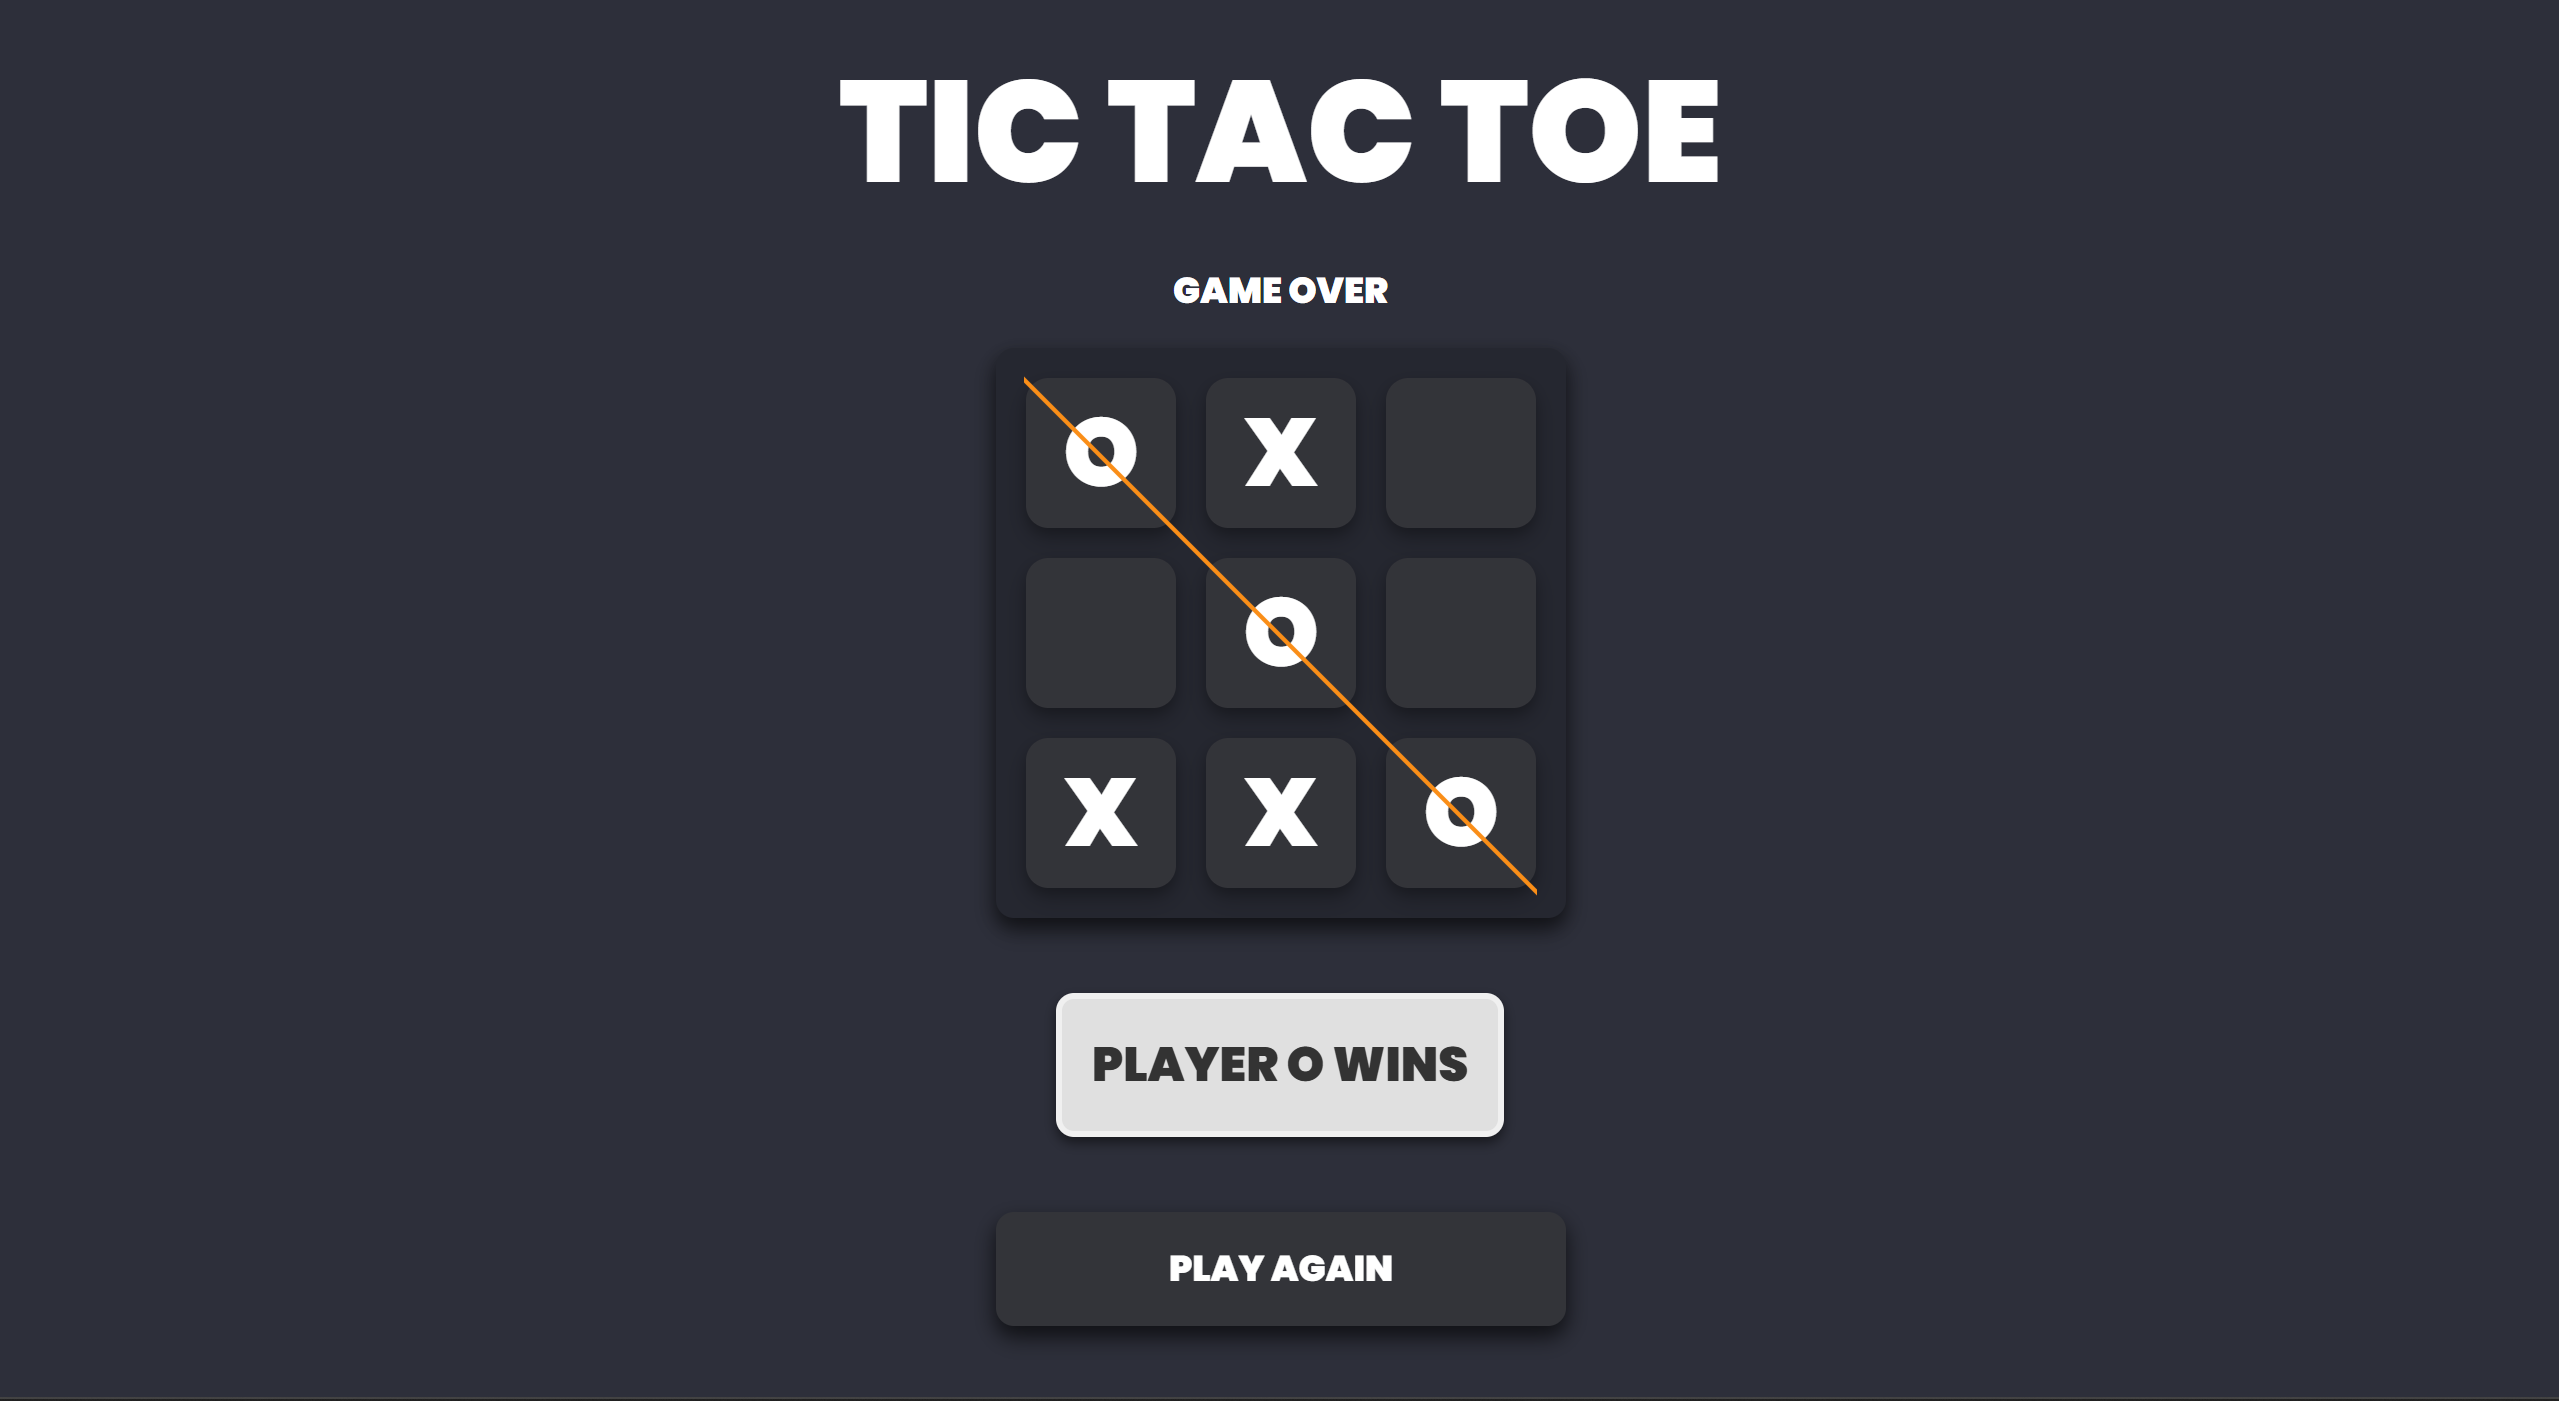 TIC TAC TOE
GAME OVER
O X
O
X X O
PLAYER O WINS
PLAY AGAIN